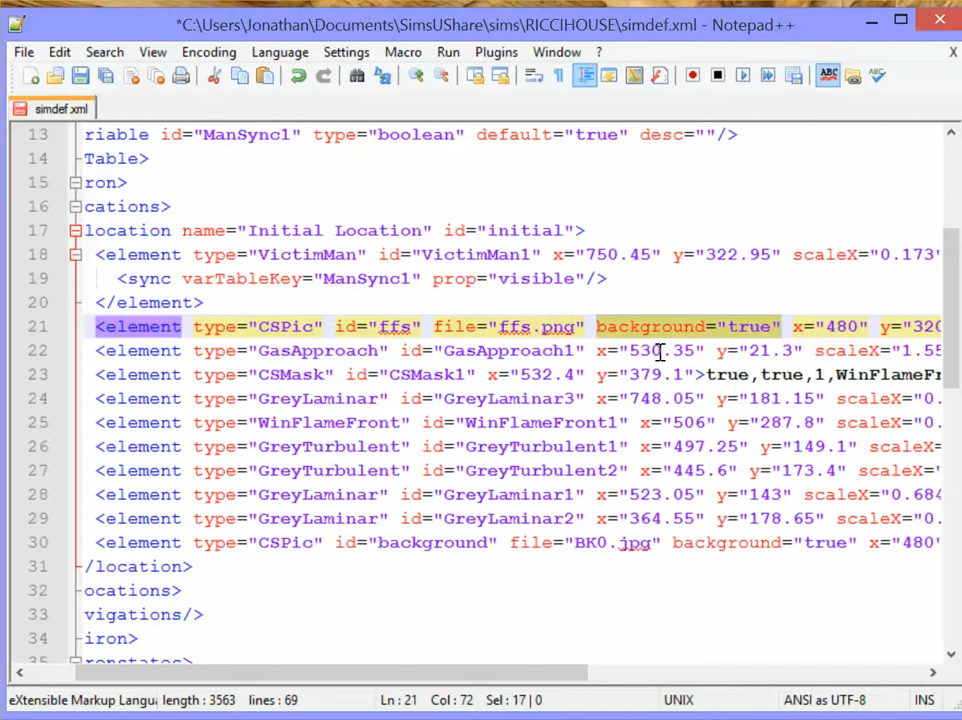 *C:\Users\Jonathan\Documents\SimsUShare\sims\RICCIHOUSE\simdef.xml - Notepad++
File Edit Search View Encoding Language Settings Macro Run Plugins Window ? X
ABC
simdef.xml
13 riable id="ManSync1" type="boolean" default="true" desc=""/>
14 Table>
15 ron>
16 cations>
17 location name="Initial Location" id="initial">
18 <element type="VictimMan" id="VictimMan1" x="750.45" y="322.95" scaleX="0.173"
19 <sync varTableKey="ManSync1" prop="visible"/>
20 </element>
21 <element type="CSPic" id="ffs" file="ffs.png" background="true" x="480" y="320
22 <element type="GasApproach" id="GasApproach1" x="530.35" y="21.3" scaleX="1.55
23 <element type="CSMask" id="CSMask1" x="532.4" y="379.1">true,true,1,WinFlameFr
24 <element type="GreyLaminar" id="GreyLaminar3" x="748.05" y="181.15" scaleX="0.
25 <element type="WinFlameFront" id="WinFlameFront1" x="506" y="287.8" scaleX="0.
26 <element type="GreyTurbulent" id="GreyTurbulent1" x="497.25" y="149.1" scaleX=
27 <element type="GreyTurbulent" id="GreyTurbulent2" x="445.6" y="173.4" scaleX="
28 <element type="GreyLaminar" id="GreyLaminar1" x="523.05" y="143" scaleX="0.684
29 <element type="GreyLaminar" id="GreyLaminar2" x="364.55" y="178.65" scaleX="0.
30 <element type="CSPic" id="background" file="BK0.jpg" background="true" x="480"
31 /location>
32 ocations>
33 vigations/>
34 iron>
35 ronstates>
eXtensible Markup Langu length : 3563 lines : 69 Ln : 21 Col : 72 Sel : 17 | 0 UNIX ANSI as UTF-8 INS